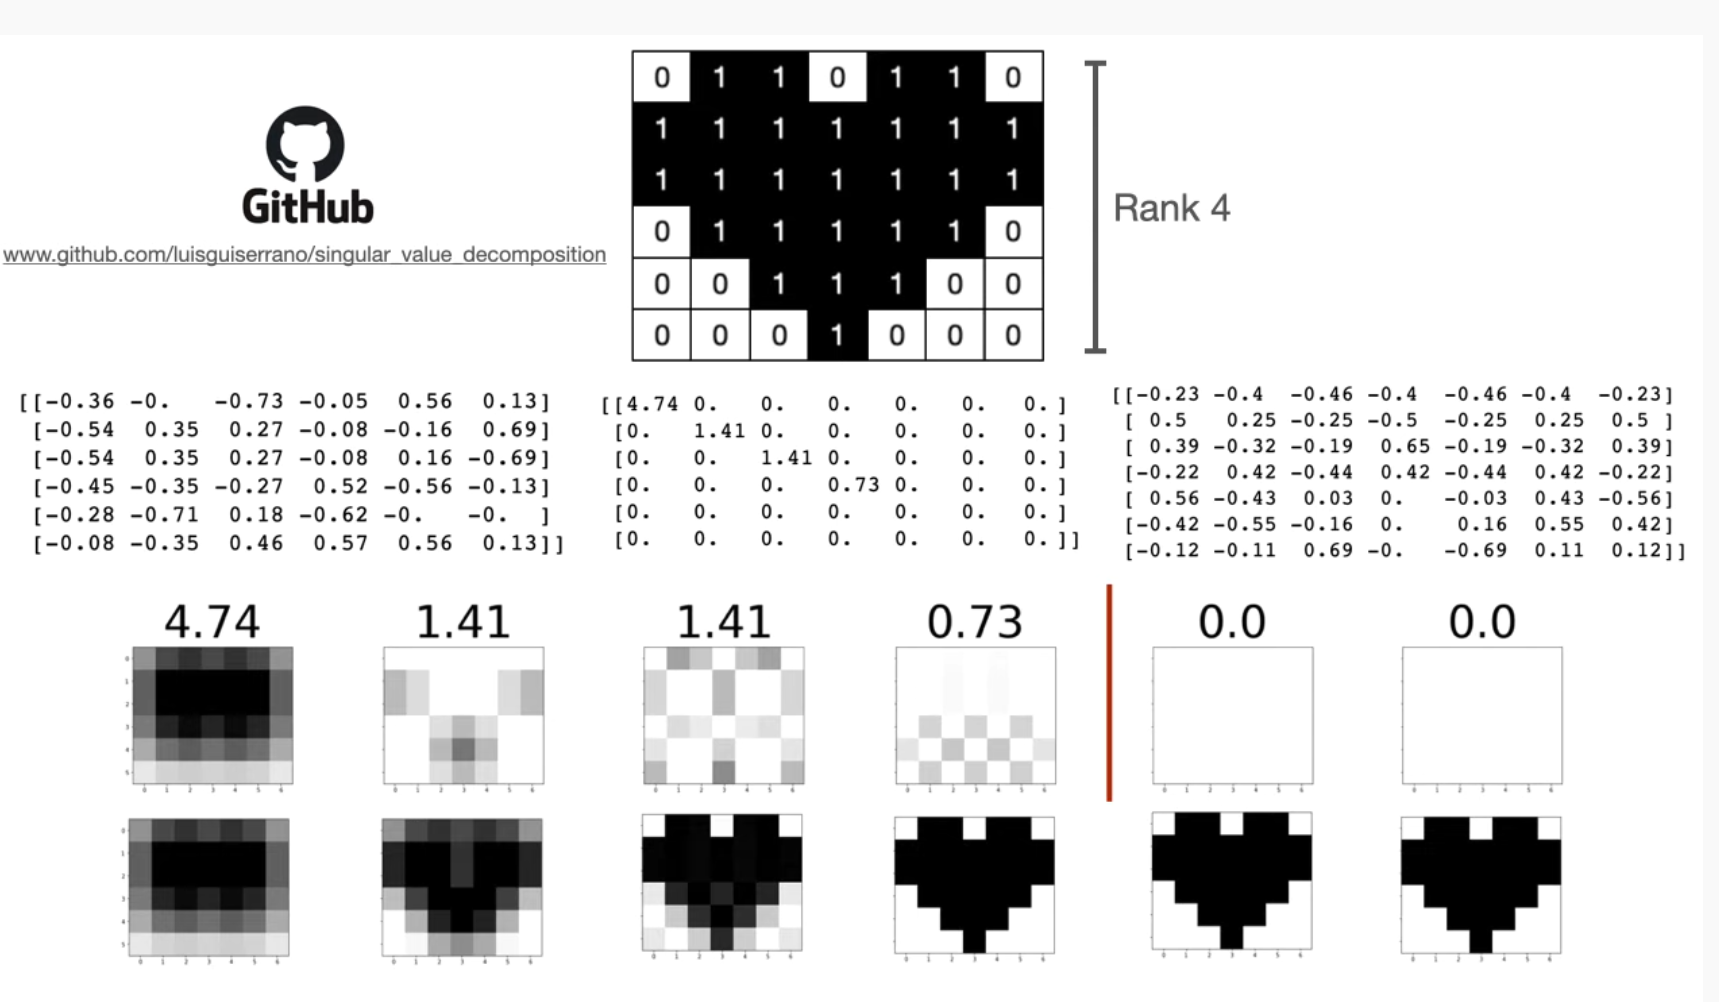 0 1 1 0 1 1 0
1 1 1 1 1 1 1
1 1 1 1 1 1 1
0 1 1 1 1 1 0
0 0 1 1 1 0 0
0 0 0 1 0 0 0
Rank 4
GitHub
www.github.com/luisguiserrano/singular_value_decomposition
[[-0.36 -0. -0.73 -0.05 0.56 0.13]
[-0.54 0.35 0.27 -0.08 -0.16 0.69]
[-0.54 0.35 0.27 -0.08 0.16 -0.69]
[-0.45 -0.35 -0.27 0.52 -0.56 -0.13]
[-0.28 -0.71 0.18 -0.62 -0. -0. ]
[-0.08 -0.35 0.46 0.57 0.56 0.13]]
[[4.74 0. 0. 0. 0. 0. 0. ]
[0. 1.41 0. 0. 0. 0. 0. ]
[0. 0. 1.41 0. 0. 0. 0. ]
[0. 0. 0. 0.73 0. 0. 0. ]
[0. 0. 0. 0. 0. 0. 0. ]
[0. 0. 0. 0. 0. 0. 0. ]]
[[-0.23 -0.4 -0.46 -0.4 -0.46 -0.4 -0.23]
[ 0.5 0.25 -0.25 -0.5 -0.25 0.25 0.5 ]
[ 0.39 -0.32 -0.19 0.65 -0.19 -0.32 0.39]
[-0.22 0.42 -0.44 0.42 -0.44 0.42 -0.22]
[ 0.56 -0.43 0.03 0. -0.03 0.43 -0.56]
[-0.42 -0.55 -0.16 0. 0.16 0.55 0.42]
[-0.12 -0.11 0.69 -0. -0.69 0.11 0.12]]
4.74 1.41 1.41 0.73 0.0 0.0